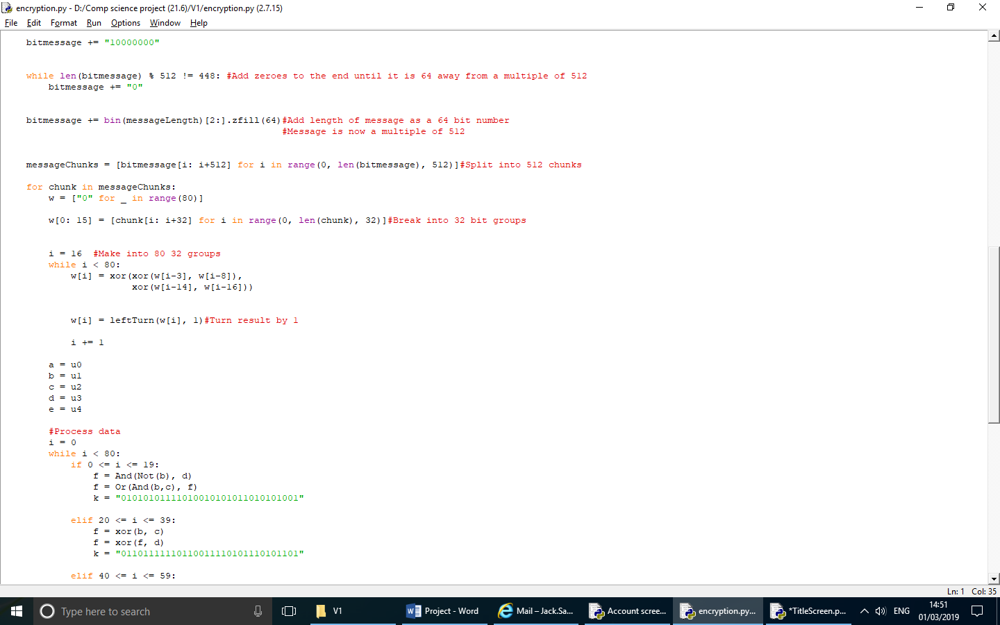 encryption.py - D:/Comp science project (21.6)/V1/encryption.py (2.7.15)
File Edit Format Run Options Window Help
bitmessage += "10000000"
while len(bitmessage) % 512 != 448: #Add zeroes to the end until it is 64 away from a multiple of 512
bitmessage += "0"
bitmessage += bin(messageLength)[2:].zfill(64)#Add length of message as a 64 bit number
#Message is now a multiple of 512
messageChunks = [bitmessage[i: i+512] for i in range(0, len(bitmessage), 512)]#Split into 512 chunks
for chunk in messageChunks:
w = ["0" for _ in range(80)]
w[0: 15] = [chunk[i: i+32] for i in range(0, len(chunk), 32)]#Break into 32 bit groups
i = 16  #Make into 80 32 groups
while i < 80:
w[i] = xor(xor(w[i-3], w[i-8]),
xor(w[i-14], w[i-16]))
w[i] = leftTurn(w[i], 1)#Turn result by 1
i += 1
a = u0
b = u1
c = u2
d = u3
e = u4
#Process data
i = 0
while i < 80:
if 0 <= i <= 19:
f = And(Not(b), d)
f = Or(And(b,c), f)
k = "01010101111010010101011010101001"
elif 20 <= i <= 39:
f = xor(b, c)
f = xor(f, d)
k = "01101111110110011110101110101101"
elif 40 <= i <= 59:
Ln: 1 Col: 35
Type here to search
V1
Project - Word
Mail – Jack.Sa...
Account scree...
encryption.py...
*TitleScreen.p...
ENG
14:51
01/03/2019